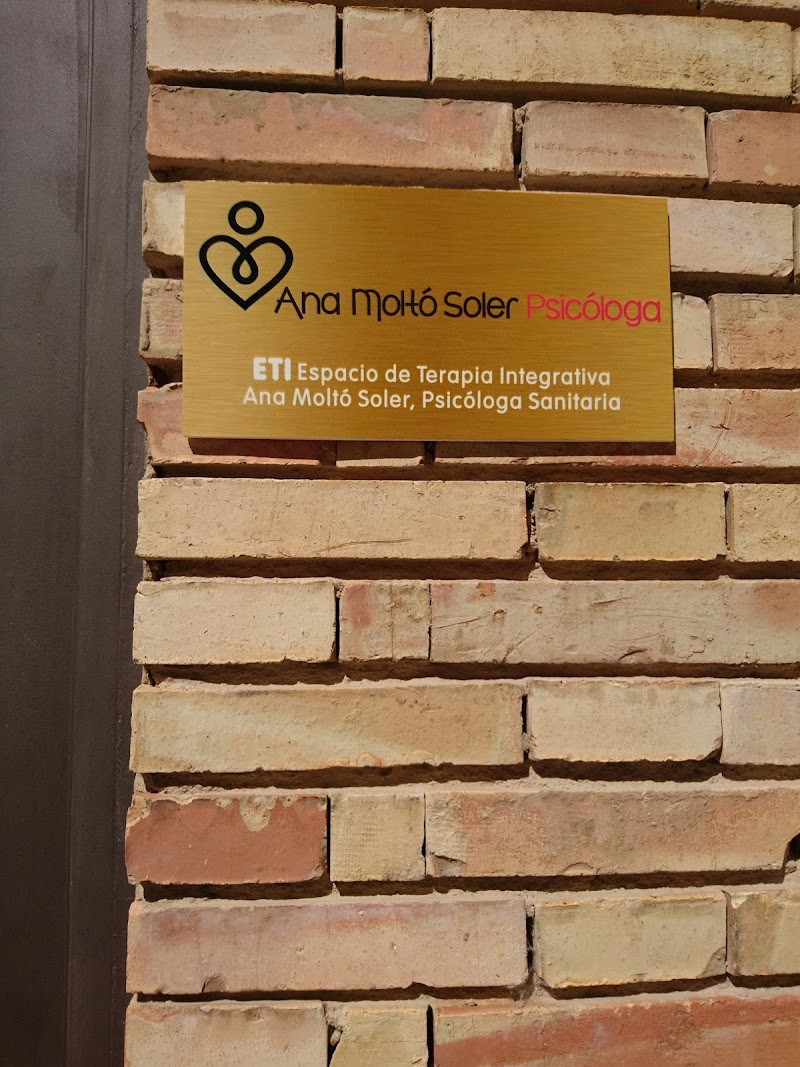 Ana Moltó Soler Psicóloga
ETI Espacio de Terapia Integrativa
Ana Moltó Soler, Psicóloga Sanitaria